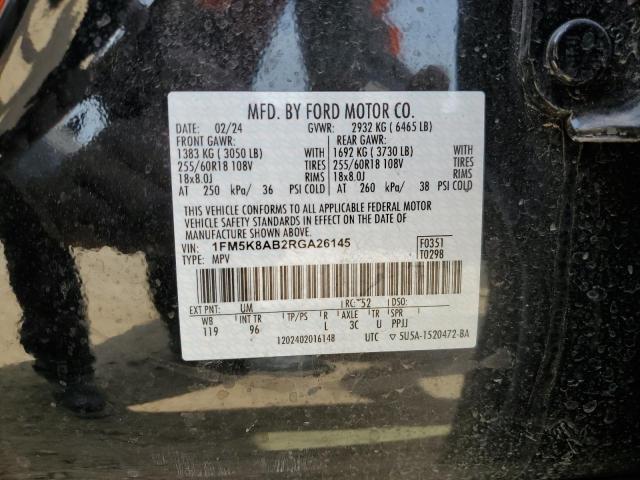 MFD. BY FORD MOTOR CO.
DATE: 02/24 GVWR: 2932 KG ( 6465 LB)
FRONT GAWR: REAR GAWR:
1383 KG ( 3050 LB) 1692 KG ( 3730 LB)
255/60R18 108V TIRES 255/60R18 108V TIRES
18x8.0J RIMS 18x8.0J RIMS
AT 250 kPa/ 36 PSI COLD AT 260 kPa/ 38 PSI COLD
THIS VEHICLE CONFORMS TO ALL APPLICABLE FEDERAL MOTOR
VEHICLE SAFETY STANDARDS IN EFFECT ON THE DATE OF MANUFACTURE
SHOWN ABOVE.
VIN: 1FM5K8AB2RGA26145 F0351
TYPE: MPV T0298
EXT PNT: UM RC: 52 DSO:
WB INT TR TP/PS R AXLE TR SPR
119 96 L 3C U PPJJ
1202402016148 UTC ▽ 5U5A-1520472-BA